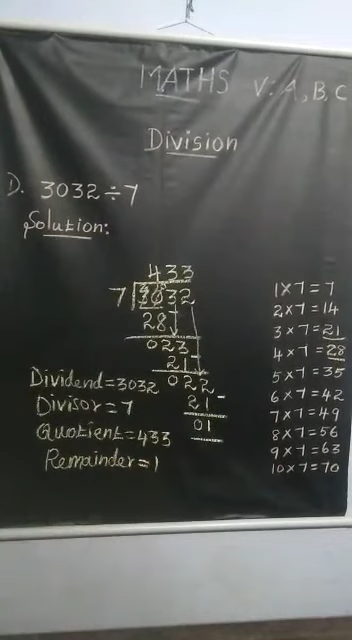 MATHS V: A, B, C
Division
D. 3032 ÷ 7
Solution:
433
7 3032
28
023
21 -
022
21 -
01
Dividend = 3032
Divisor = 7
Quotient = 433
Remainder = 1
1 × 7 = 7
2 × 7 = 14
3 × 7 = 21
4 × 7 = 28
5 × 7 = 35
6 × 7 = 42
7 × 7 = 49
8 × 7 = 56
9 × 7 = 63
10 × 7 = 70